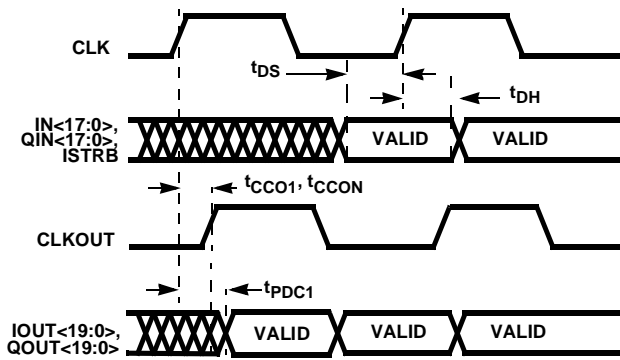 CLK
tDS
tDH
IN<17:0>,
QIN<17:0>,
ISTRB
VALID
VALID
tCCO1, tCCON
CLKOUT
tPDC1
IOUT<19:0>,
QOUT<19:0>
VALID
VALID
VALID